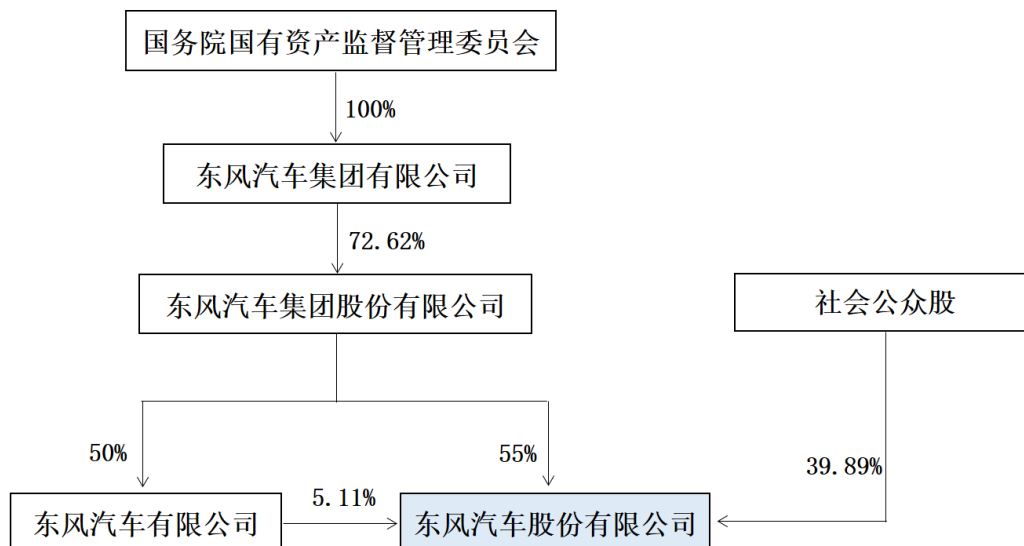 国务院国有资产监督管理委员会
100%
东风汽车集团有限公司
72.62%
东风汽车集团股份有限公司
社会公众股
50%
55%
39.89%
5.11%
东风汽车有限公司
东风汽车股份有限公司